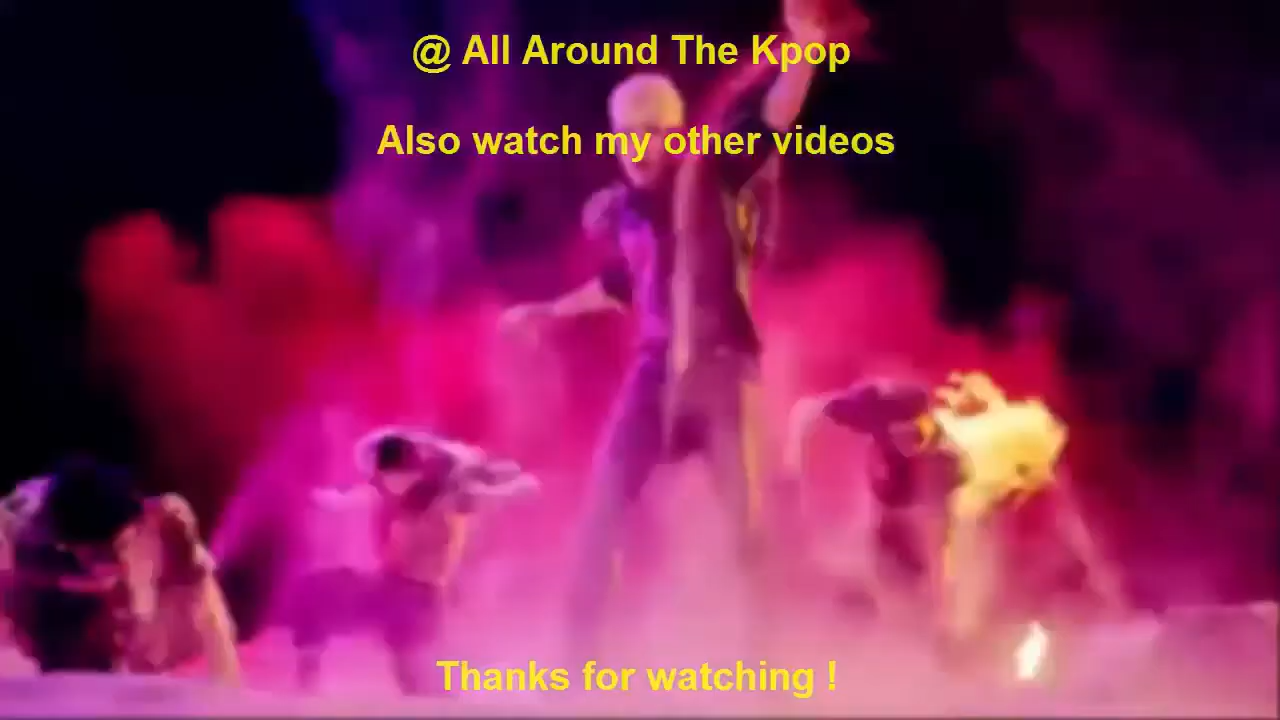 @ All Around The Kpop
Also watch my other videos
Thanks for watching !